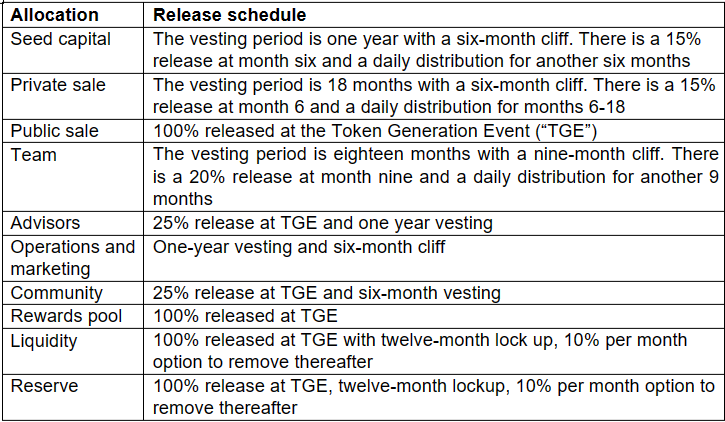 Allocation Release schedule
Seed capital The vesting period is one year with a six-month cliff. There is a 15%
release at month six and a daily distribution for another six months
Private sale The vesting period is 18 months with a six-month cliff. There is a 15%
release at month 6 and a daily distribution for months 6-18
Public sale 100% released at the Token Generation Event (“TGE”)
Team The vesting period is eighteen months with a nine-month cliff. There
is a 20% release at month nine and a daily distribution for another 9
months
Advisors 25% release at TGE and one year vesting
Operations and One-year vesting and six-month cliff
marketing
Community 25% release at TGE and six-month vesting
Rewards pool 100% released at TGE
Liquidity 100% released at TGE with twelve-month lock up, 10% per month
option to remove thereafter
Reserve 100% release at TGE, twelve-month lockup, 10% per month option to
remove thereafter